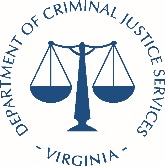 DEPARTMENT OF CRIMINAL JUSTICE SERVICES
- VIRGINIA -